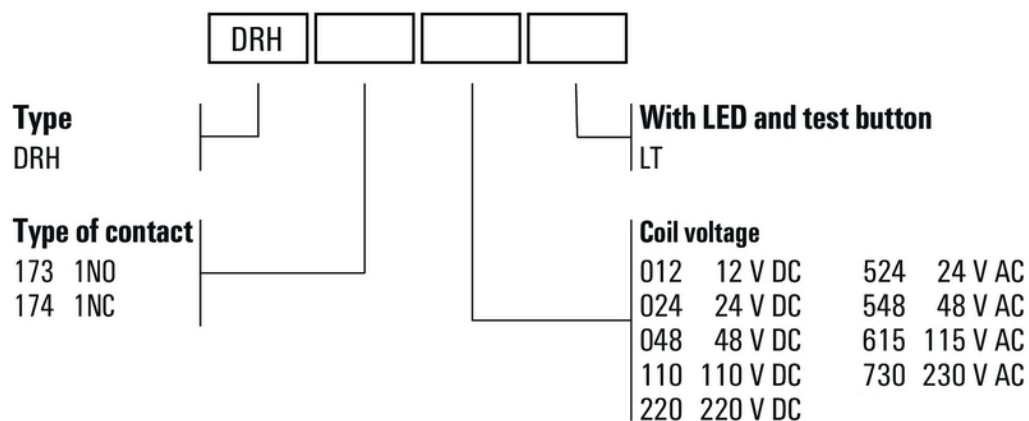 DRH
Type
DRH
With LED and test button
LT
Type of contact
173 1NO
174 1NC
Coil voltage
012 12 V DC 524 24 V AC
024 24 V DC 548 48 V AC
048 48 V DC 615 115 V AC
110 110 V DC 730 230 V AC
220 220 V DC